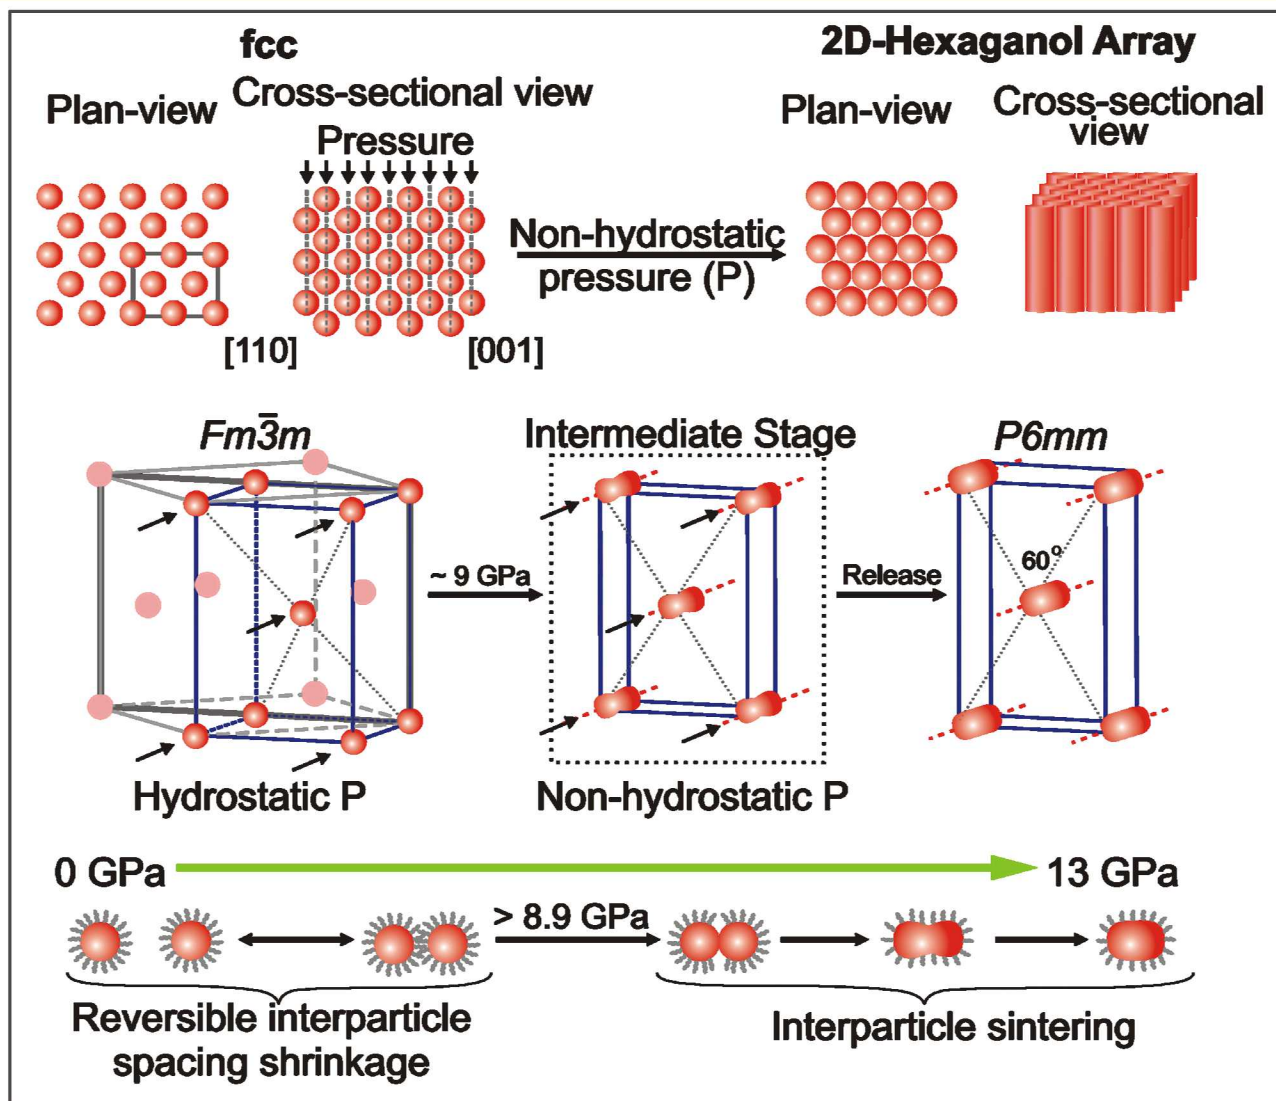 fcc
2D-Hexaganol Array
Plan-view
Cross-sectional view
Pressure
Plan-view
Cross-sectional
view
Non-hydrostatic
pressure (P)
[110]
[001]
Fm3̅m
Intermediate Stage
P6mm
~ 9 GPa
Release
60°
Hydrostatic P
Non-hydrostatic P
0 GPa
13 GPa
> 8.9 GPa
Reversible interparticle
spacing shrinkage
Interparticle sintering